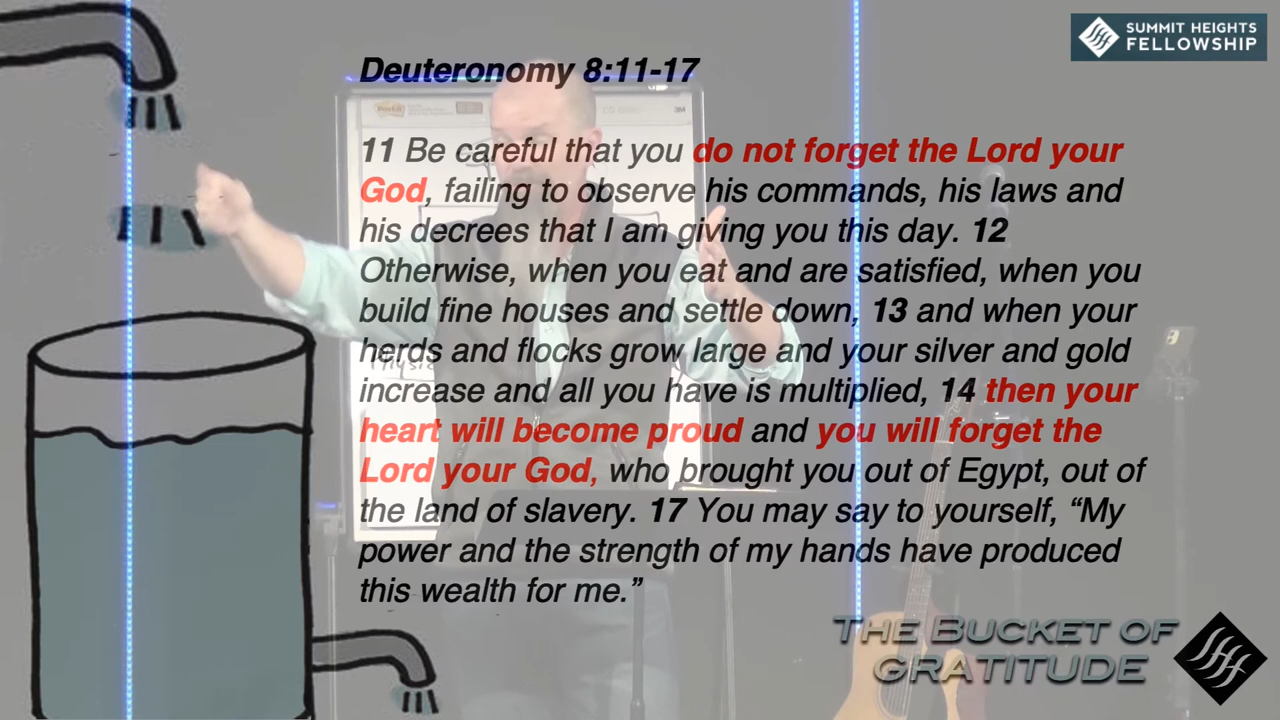 SUMMIT HEIGHTS
FELLOWSHIP
Deuteronomy 8:11-17
Post-it
3M
11 Be careful that you do not forget the Lord your
God, failing to observe his commands, his laws and
his decrees that I am giving you this day. 12
Otherwise, when you eat and are satisfied, when you
build fine houses and settle down, 13 and when your
herds and flocks grow large and your silver and gold
increase and all you have is multiplied, 14 then your
heart will become proud and you will forget the
Lord your God, who brought you out of Egypt, out of
the land of slavery. 17 You may say to yourself, “My
power and the strength of my hands have produced
this wealth for me.”
THE BUCKET OF
GRATITUDE